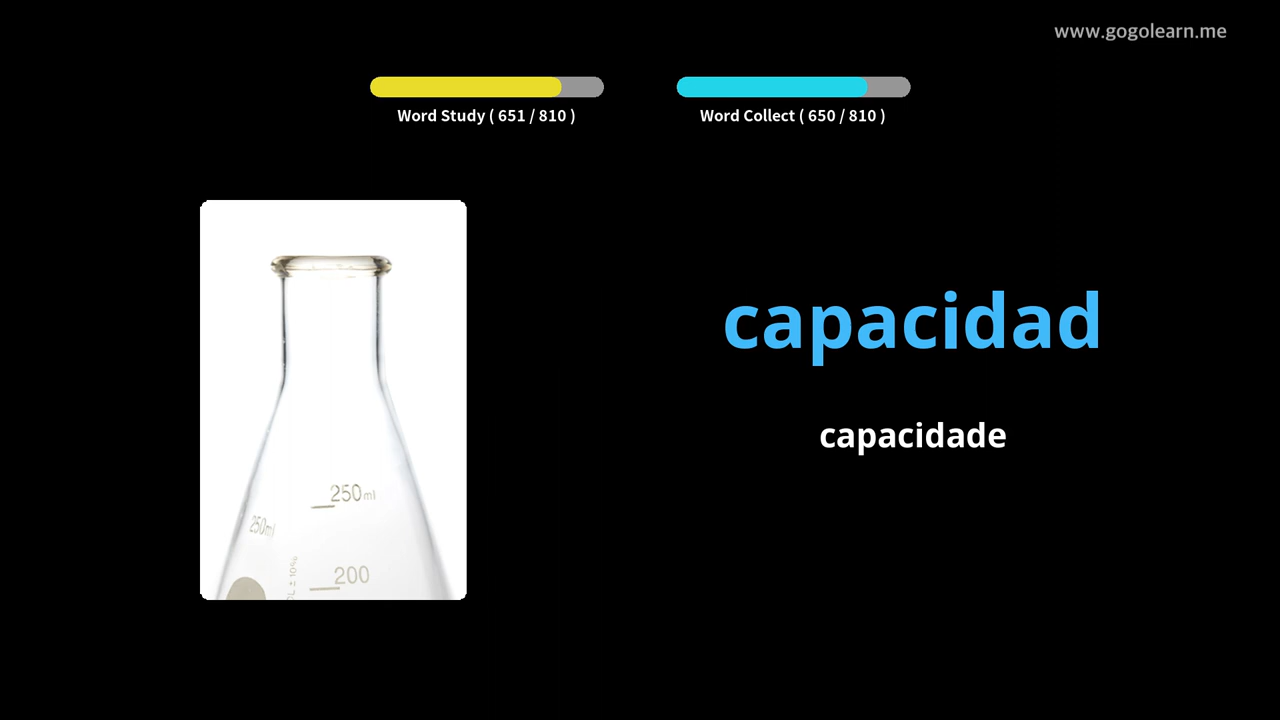 www.gogolearn.me
Word Study ( 651 / 810 )
Word Collect ( 650 / 810 )
capacidad
capacidade
250ml
250ml
200